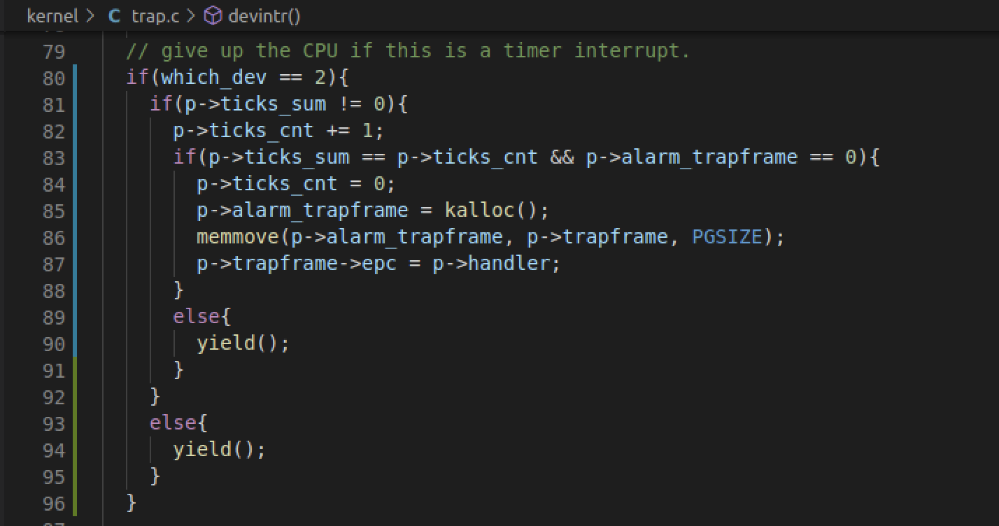 kernel > C trap.c > devintr()
79 // give up the CPU if this is a timer interrupt.
80 if(which_dev == 2){
81 if(p->ticks_sum != 0){
82 p->ticks_cnt += 1;
83 if(p->ticks_sum == p->ticks_cnt && p->alarm_trapframe == 0){
84 p->ticks_cnt = 0;
85 p->alarm_trapframe = kalloc();
86 memmove(p->alarm_trapframe, p->trapframe, PGSIZE);
87 p->trapframe->epc = p->handler;
88 }
89 else{
90 yield();
91 }
92 }
93 else{
94 yield();
95 }
96 }